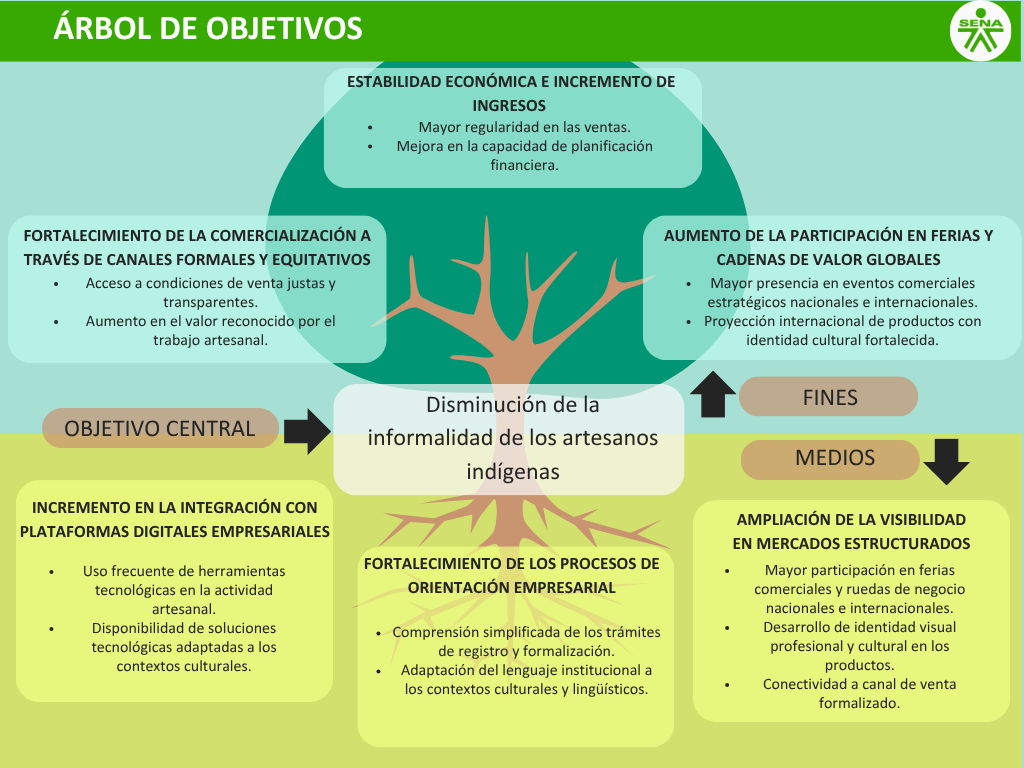 ÁRBOL DE OBJETIVOS
SENA
ESTABILIDAD ECONÓMICA E INCREMENTO DE
INGRESOS
• Mayor regularidad en las ventas.
• Mejora en la capacidad de planificación
financiera.
FORTALECIMIENTO DE LA COMERCIALIZACIÓN A
TRAVÉS DE CANALES FORMALES Y EQUITATIVOS
• Acceso a condiciones de venta justas y
transparentes.
• Aumento en el valor reconocido por el
trabajo artesanal.
AUMENTO DE LA PARTICIPACIÓN EN FERIAS Y
CADENAS DE VALOR GLOBALES
• Mayor presencia en eventos comerciales
estratégicos nacionales e internacionales.
• Proyección internacional de productos con
identidad cultural fortalecida.
OBJETIVO CENTRAL
Disminución de la
informalidad de los artesanos
indígenas
FINES
MEDIOS
INCREMENTO EN LA INTEGRACIÓN CON
PLATAFORMAS DIGITALES EMPRESARIALES
• Uso frecuente de herramientas
tecnológicas en la actividad
artesanal.
• Disponibilidad de soluciones
tecnológicas adaptadas a los
contextos culturales.
FORTALECIMIENTO DE LOS PROCESOS DE
ORIENTACIÓN EMPRESARIAL
• Comprensión simplificada de los trámites
de registro y formalización.
• Adaptación del lenguaje institucional a
los contextos culturales y lingüísticos.
AMPLIACIÓN DE LA VISIBILIDAD
EN MERCADOS ESTRUCTURADOS
• Mayor participación en ferias
comerciales y ruedas de negocio
nacionales e internacionales.
• Desarrollo de identidad visual
profesional y cultural en los
productos.
• Conectividad a canal de venta
formalizado.